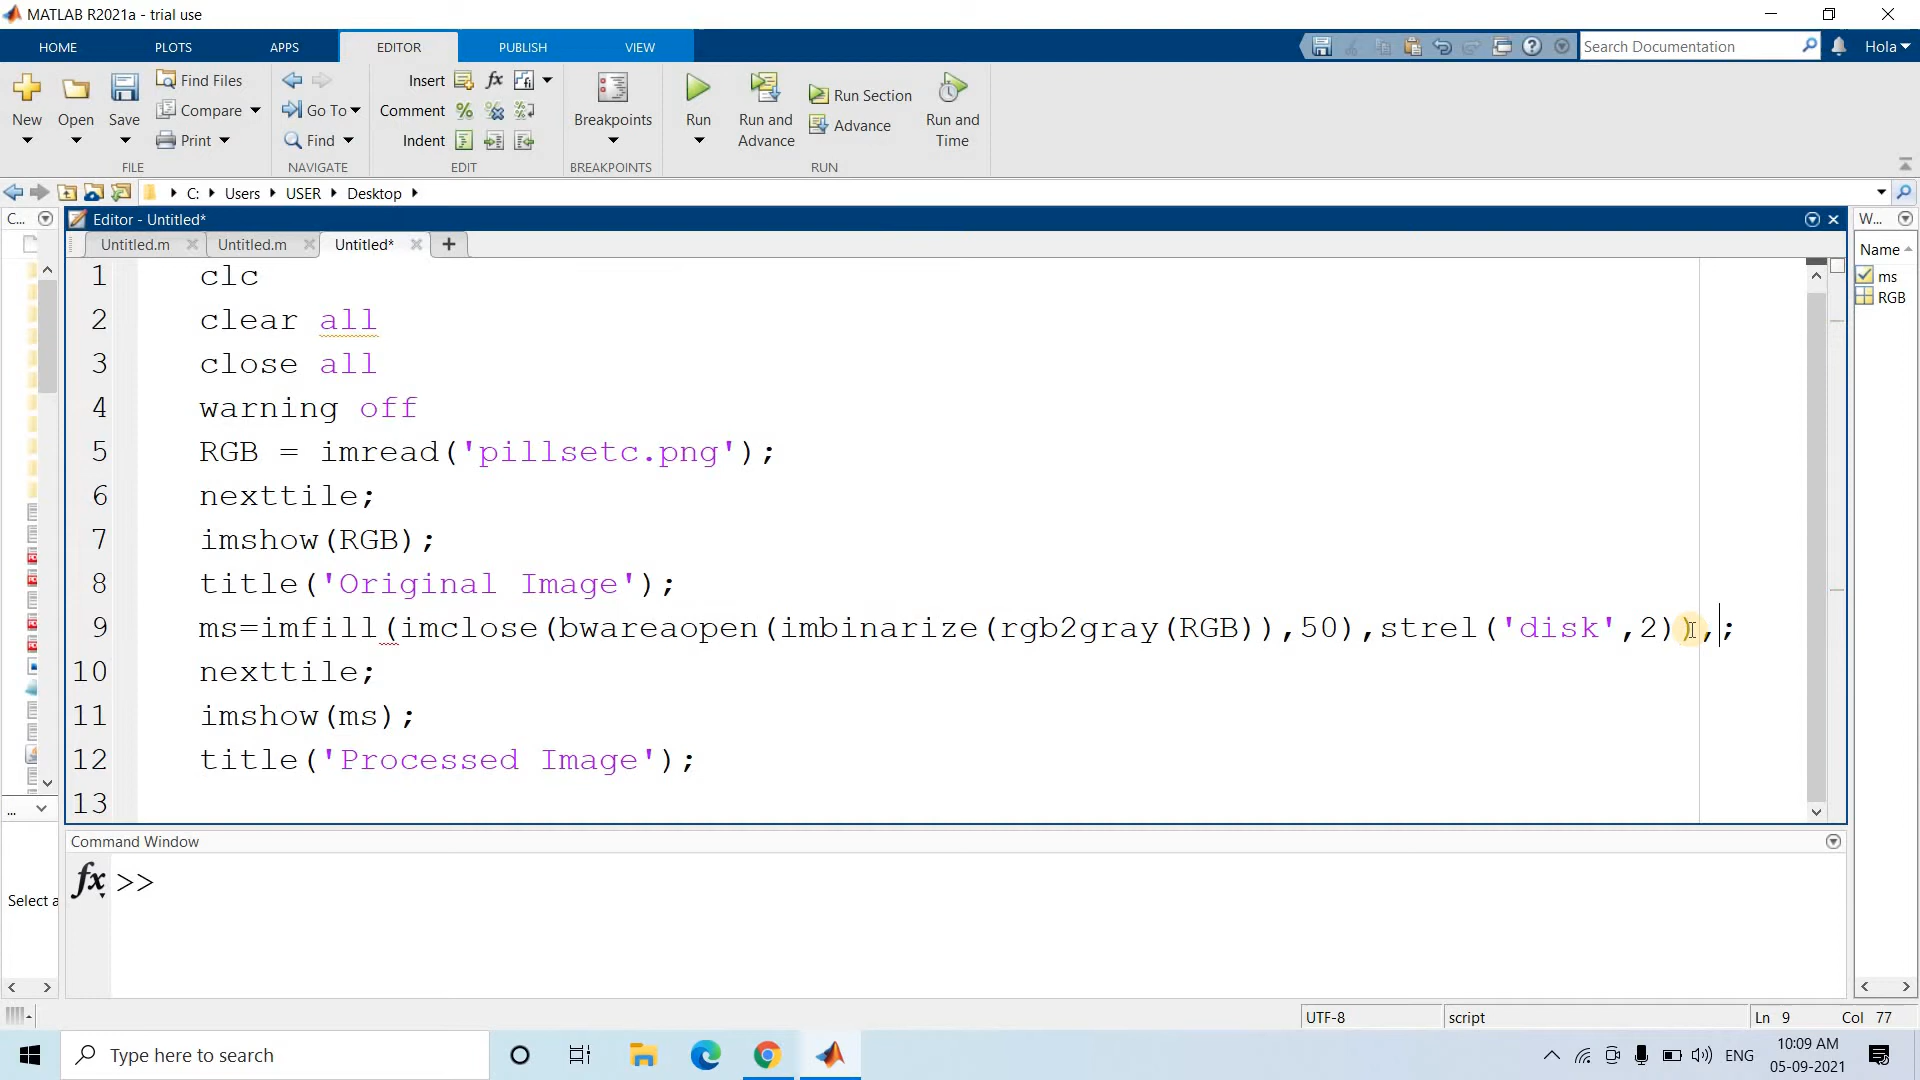 MATLAB R2021a - trial use
HOME PLOTS APPS EDITOR PUBLISH VIEW
Search Documentation
Hola
New
Open
Save
Find Files
Compare
Print
FILE
Go To
Find
NAVIGATE
Insert
Comment
Indent
EDIT
fx
Breakpoints
BREAKPOINTS
Run
Run and
Advance
Run Section
Advance
Run and
Time
RUN
C: Users USER Desktop
C...
Editor - Untitled*
W...
Untitled.m Untitled.m Untitled* +
Name
ms
RGB
1 clc
2 clear all
3 close all
4 warning off
5 RGB = imread('pillsetc.png');
6 nexttile;
7 imshow(RGB);
8 title('Original Image');
9 ms=imfill(imclose(bwareaopen(imbinarize(rgb2gray(RGB)),50),strel('disk',2)),;
10 nexttile;
11 imshow(ms);
12 title('Processed Image');
13
...
Command Window
fx >>
Select a
UTF-8 script Ln 9 Col 77
Type here to search
ENG
10:09 AM
05-09-2021